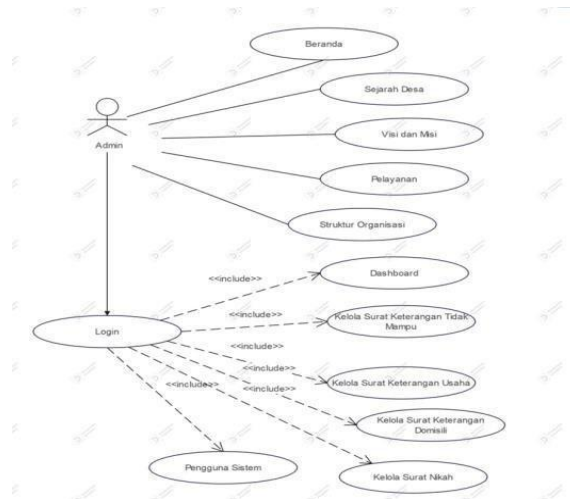 Beranda
Sejarah Desa
Visi dan Misi
Admin
Pelayanan
Struktur Organisasi
<<include>>
Dashboard
<<include>>
Kelola Surat Keterangan Tidak
Mampu
Login
<<include>>
<<include>>
Kelola Surat Keterangan Usaha
<<include>>
<<include>>
Kelola Surat Keterangan
Domisili
Pengguna Sistem
Kelola Surat Nikah